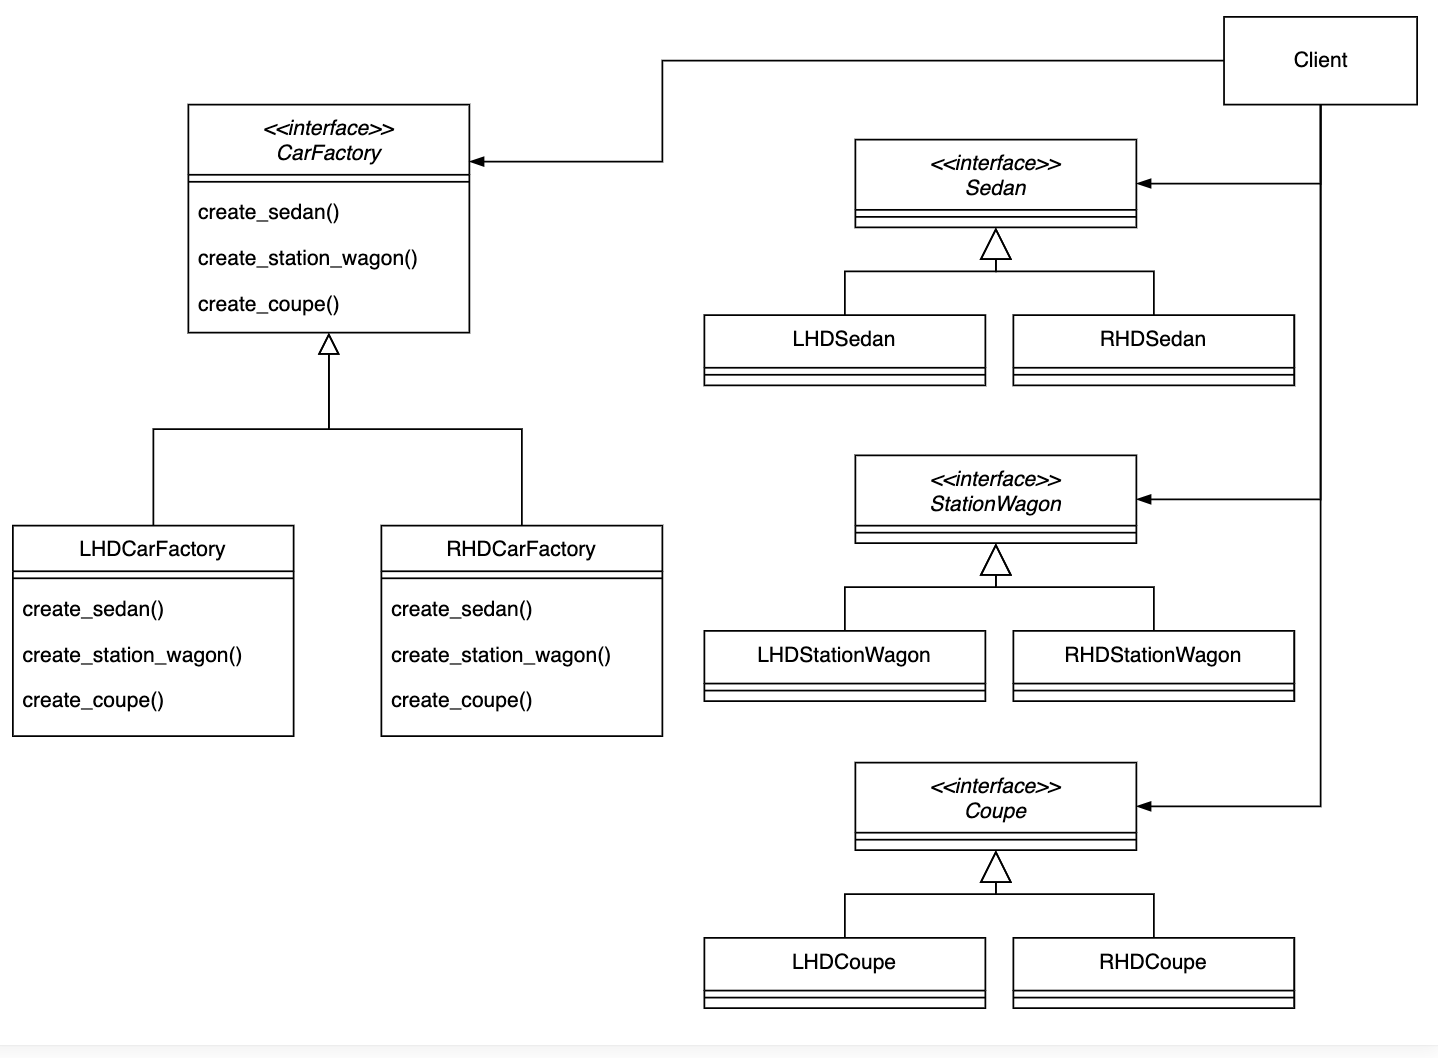 Client
<<interface>>
CarFactory
create_sedan()
create_station_wagon()
create_coupe()
<<interface>>
Sedan
LHDSedan
RHDSedan
<<interface>>
StationWagon
LHDCarFactory
create_sedan()
create_station_wagon()
create_coupe()
RHDCarFactory
create_sedan()
create_station_wagon()
create_coupe()
LHDStationWagon
RHDStationWagon
<<interface>>
Coupe
LHDCoupe
RHDCoupe